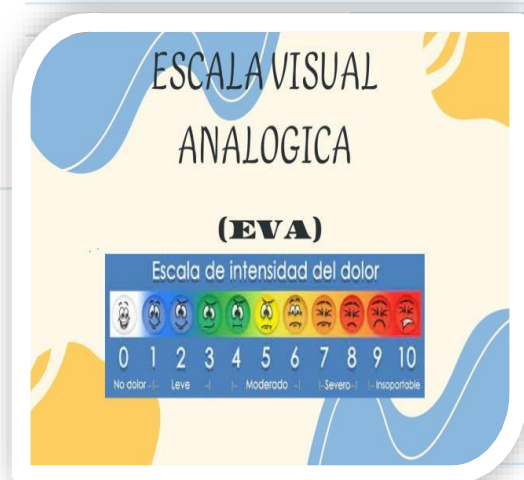 ESCALA VISUAL
ANALOGICA
(EVA)
Escala de intensidad del dolor
0 1 2 3 4 5 6 7 8 9 10
No dolor -|- Leve -| |- Moderado -| |-Severo-| |- Insoportable